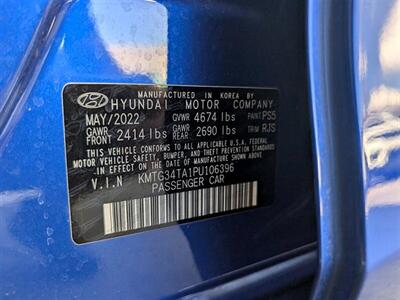 MANUFACTURED IN KOREA BY
HYUNDAI MOTOR COMPANY
MAY/2022 GVWR 4674 lbs PAINT PS5
GAWR FRONT 2414 lbs GAWR REAR 2690 lbs TRIM RJS
THIS VEHICLE CONFORMS TO ALL APPLICABLE U.S.A. FEDERAL
MOTOR VEHICLE SAFETY, BUMPER, AND THEFT PREVENTION STANDARDS
IN EFFECT ON THE DATE OF MANUFACTURE SHOWN ABOVE.
V.I.N KMTG34TA1PU106396
PASSENGER CAR